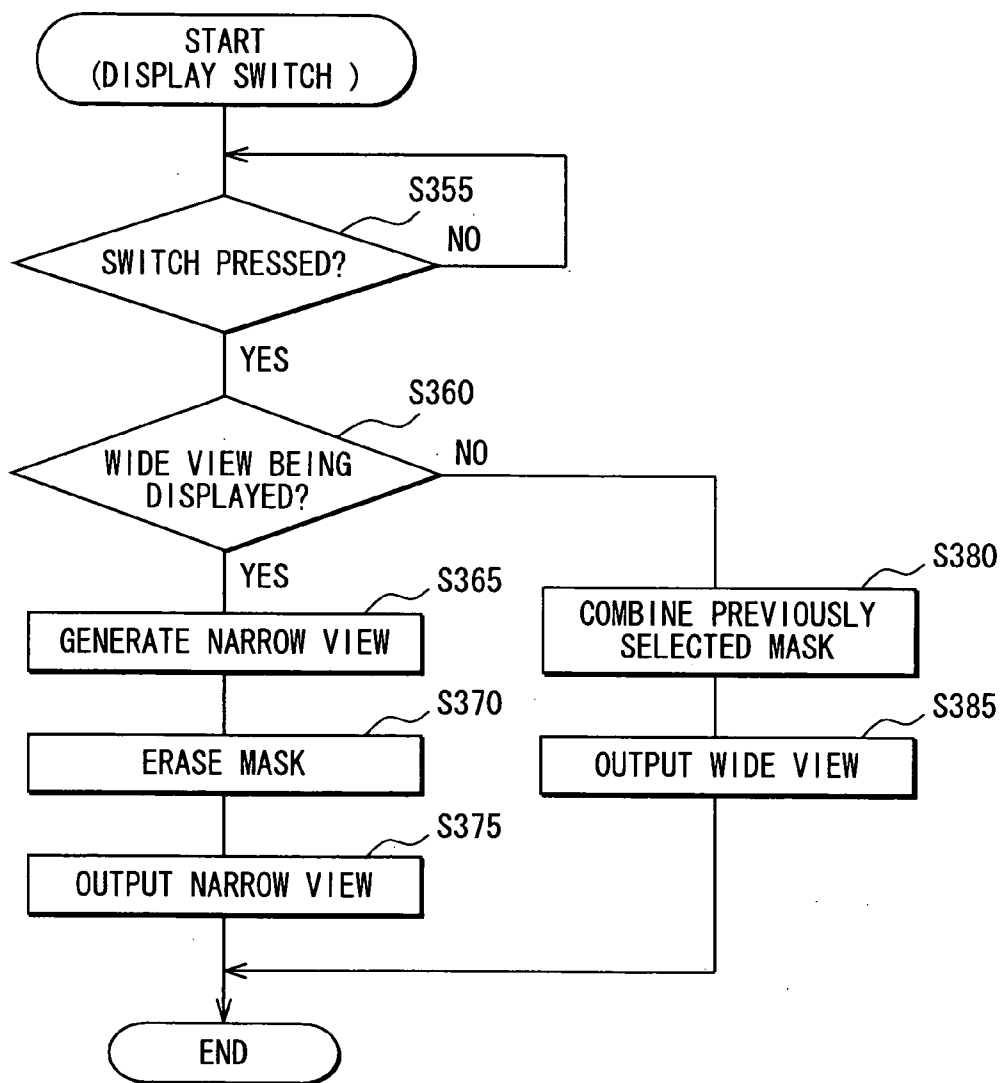 START
(DISPLAY SWITCH )
S355
SWITCH PRESSED?
NO
YES
S360
WIDE VIEW BEING
DISPLAYED?
NO
YES
S365
GENERATE NARROW VIEW
S380
COMBINE PREVIOUSLY
SELECTED MASK
S370
ERASE MASK
S385
OUTPUT WIDE VIEW
S375
OUTPUT NARROW VIEW
END